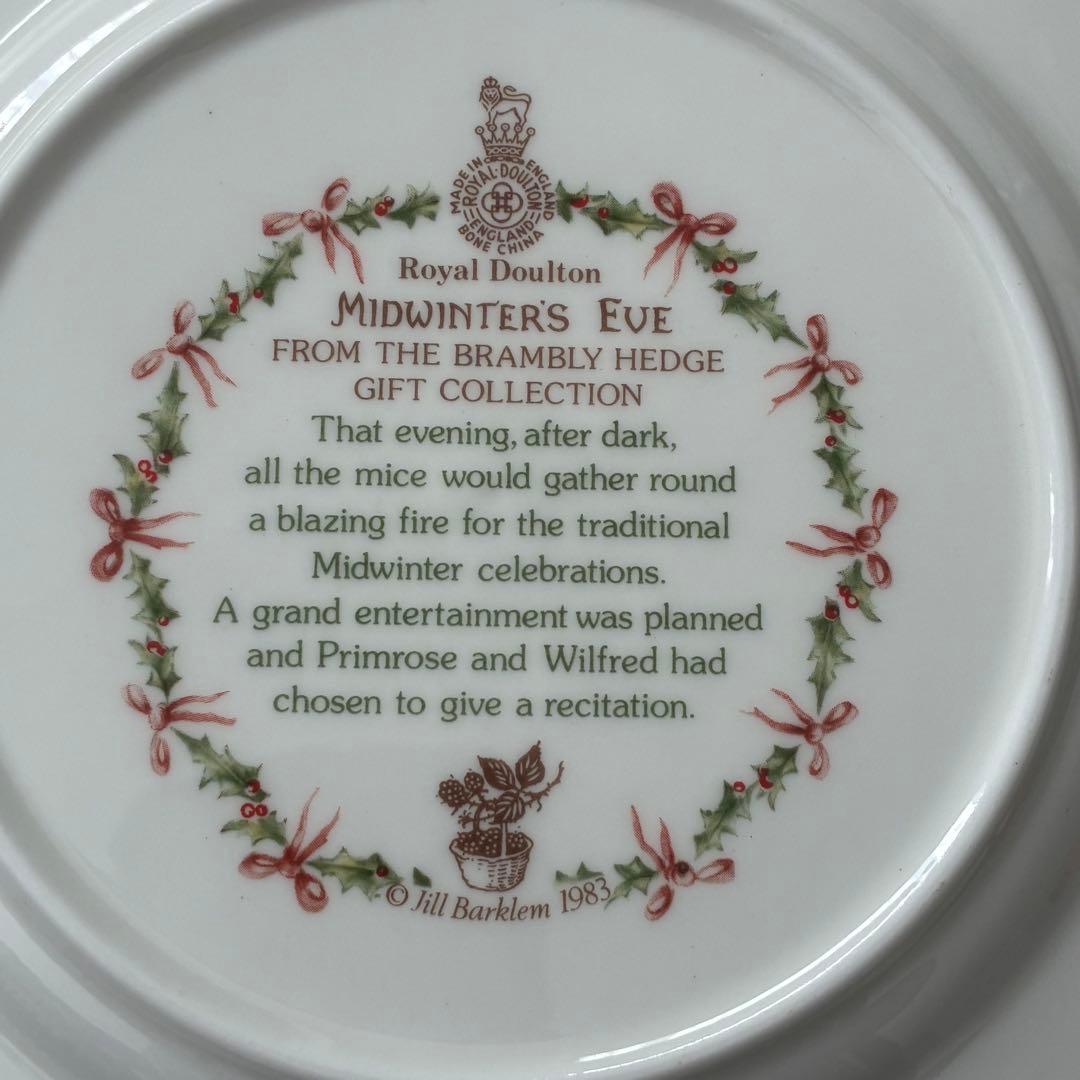 MADE IN ENGLAND
ROYAL·DOULTON
ENGLAND
BONE CHINA
Royal Doulton
MIDWINTER'S EVE
FROM THE BRAMBLY HEDGE
GIFT COLLECTION
That evening, after dark,
all the mice would gather round
a blazing fire for the traditional
Midwinter celebrations.
A grand entertainment was planned
and Primrose and Wilfred had
chosen to give a recitation.
© Jill Barklem 1983